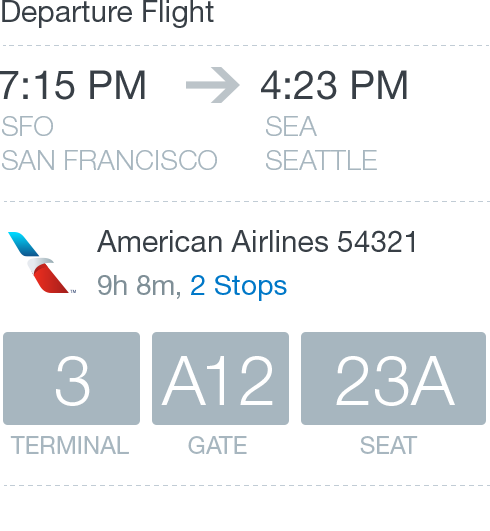 Departure Flight
7:15 PM 4:23 PM
SFO SEA
SAN FRANCISCO SEATTLE
American Airlines 54321
9h 8m, 2 Stops
3 A12 23A
TERMINAL GATE SEAT